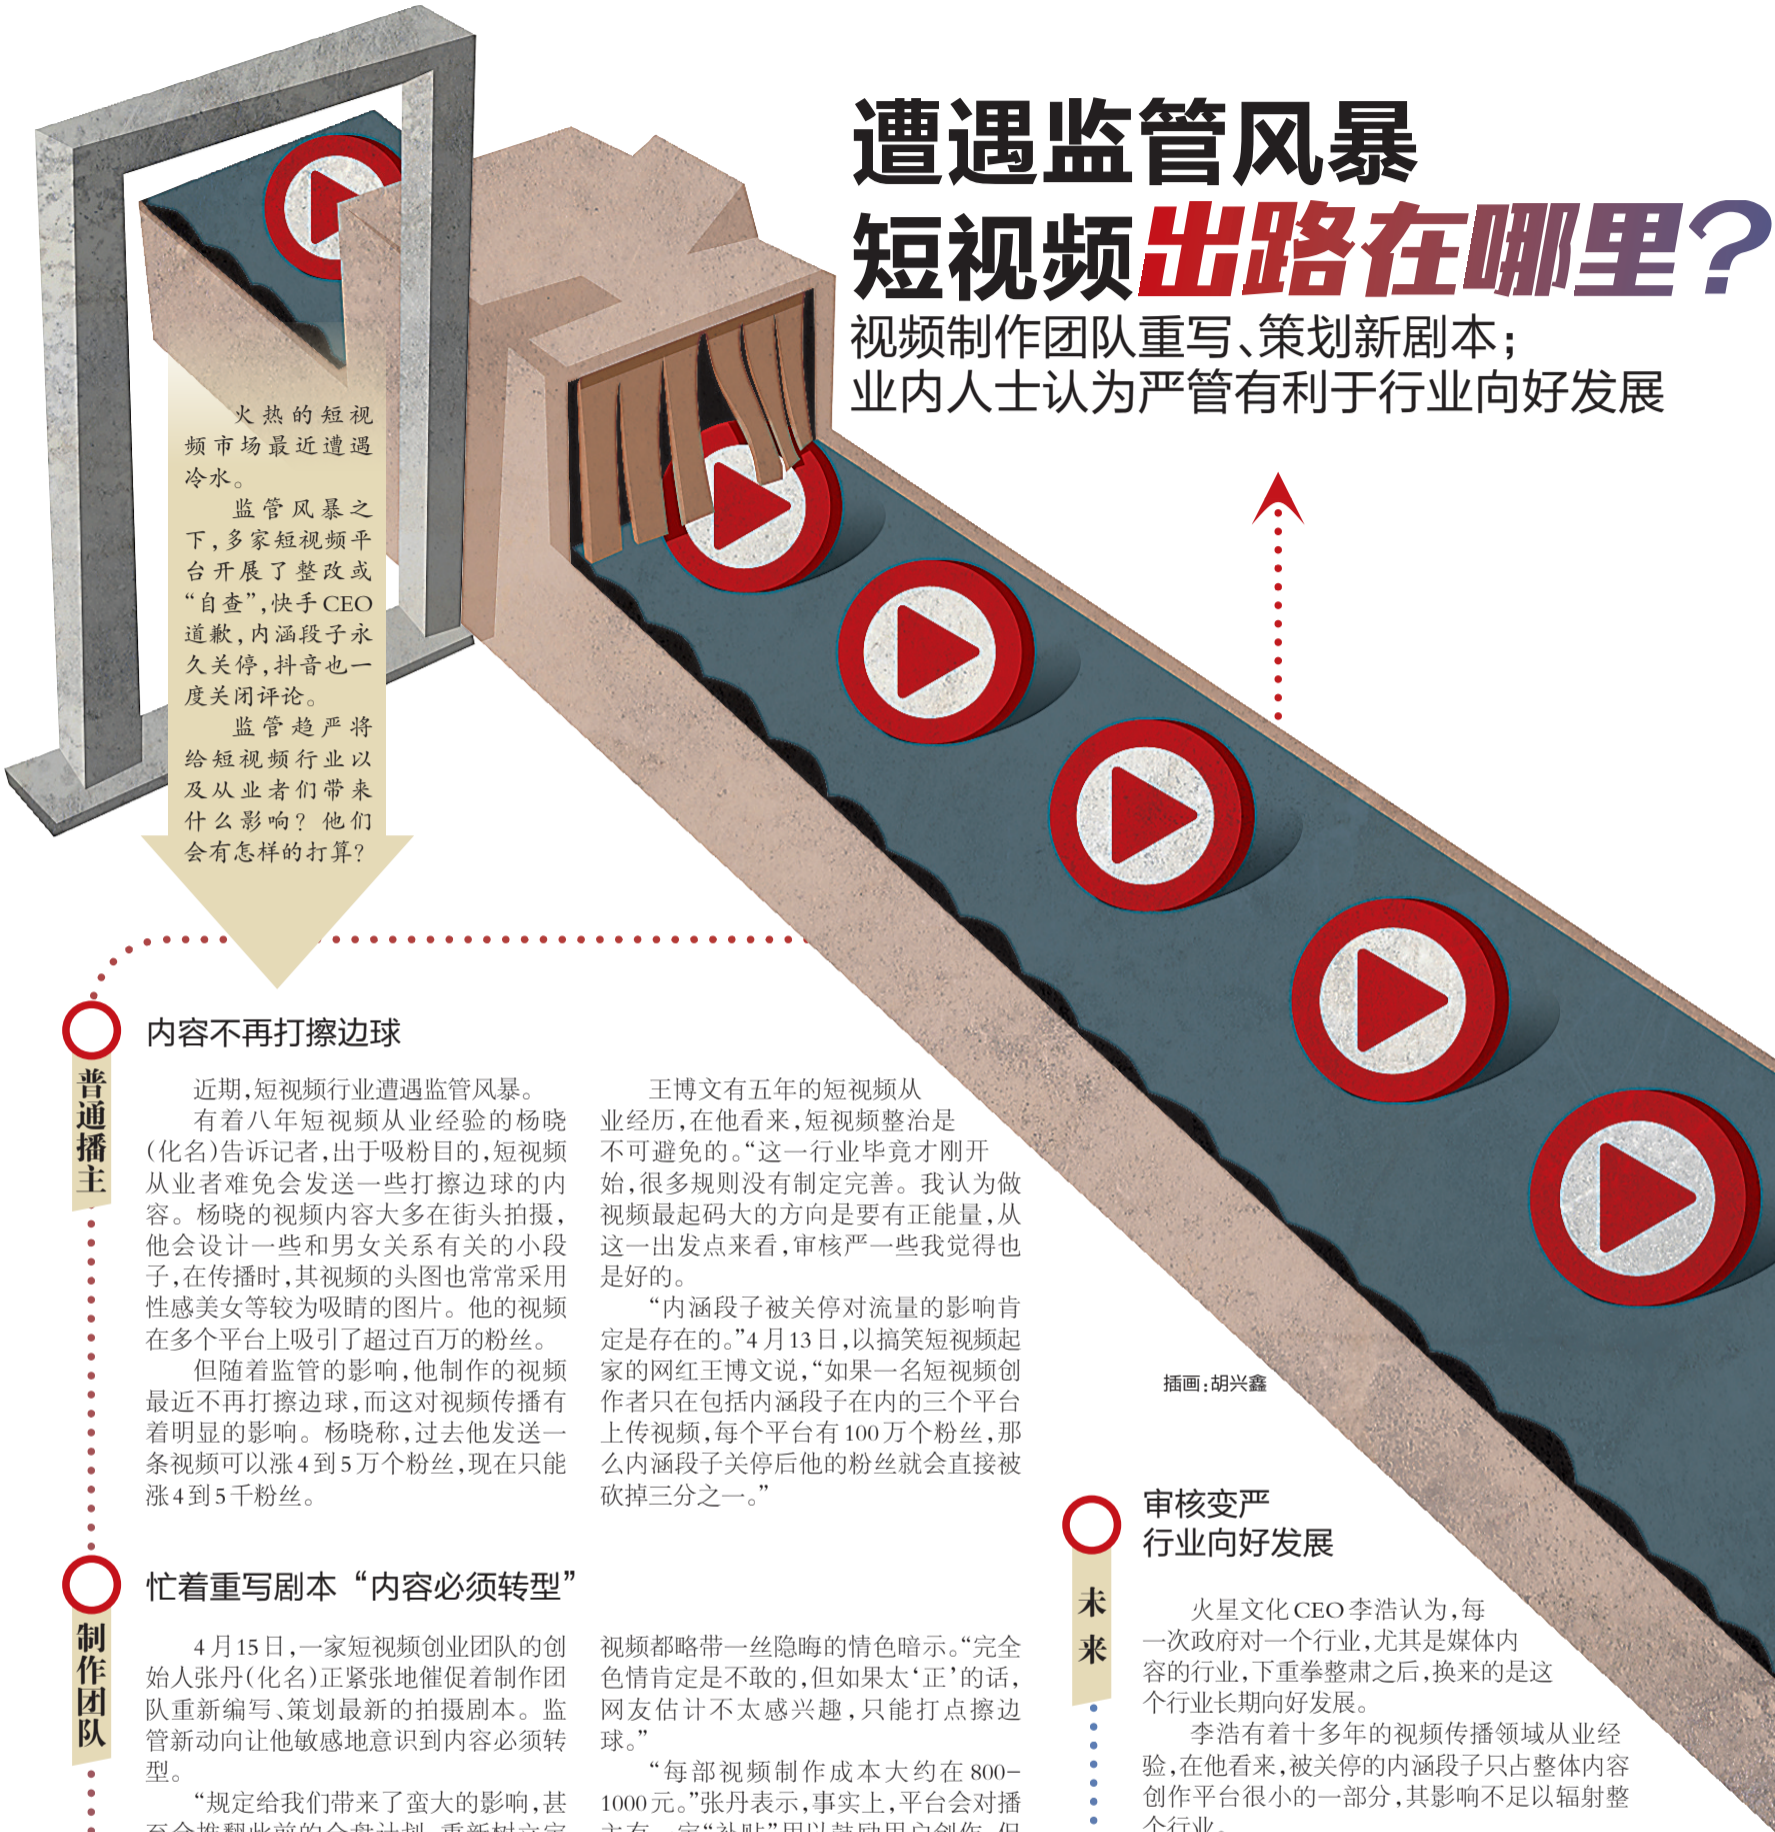 遭遇监管风暴
短视频出路在哪里？
视频制作团队重写、策划新剧本；
业内人士认为严管有利于行业向好发展
火热的短视
频市场最近遭遇
冷水。
监管风暴之
下，多家短视频平
台开展了整改或
“自查”，快手CEO
道歉，内涵段子永
久关停，抖音也一
度关闭评论。
监管趋严将
给短视频行业以
及从业者们带来
什么影响？他们
会有怎样的打算？
普通播主
内容不再打擦边球
近期，短视频行业遭遇监管风暴。
有着八年短视频从业经验的杨晓
（化名）告诉记者，出于吸粉目的，短视频
从业者难免会发送一些打擦边球的内
容。杨晓的视频内容大多在街头拍摄，
他会设计一些和男女关系有关的小段
子，在传播时，其视频的头图也常常采用
性感美女等较为吸睛的图片。他的视频
在多个平台上吸引了超过百万的粉丝。
但随着监管的影响，他制作的视频
最近不再打擦边球，而这对视频传播有
着明显的影响。杨晓称，过去他发送一
条视频可以涨4到5万个粉丝，现在只能
涨4到5千粉丝。
王博文有五年的短视频从
业经历，在他看来，短视频整治是
不可避免的。“这一行业毕竟才刚开
始，很多规则没有制定完善。我认为做
视频最起码大的方向是要有正能量，从
这一出发点来看，审核严一些我觉得也
是好的。
“内涵段子被关停对流量的影响肯
定是存在的。”4月13日，以搞笑短视频起
家的网红王博文说，“如果一名短视频创
作者只在包括内涵段子在内的三个平台
上传视频，每个平台有100万个粉丝，那
么内涵段子关停后他的粉丝就会直接被
砍掉三分之一。”
插画：胡兴鑫
制作团队
忙着重写剧本“内容必须转型”
4月15日，一家短视频创业团队的创
始人张丹（化名）正紧张地催促着制作团
队重新编写、策划最新的拍摄剧本。监
管新动向让他敏感地意识到内容必须转
型。
“规定给我们带来了蛮大的影响，甚
至会推翻此前的全盘计划，重新树立定
视频都略带一丝隐晦的情色暗示。“完全
色情肯定是不敢的，但如果太‘正’的话，
网友估计不太感兴趣，只能打点擦边
球。”
“每部视频制作成本大约在800-
1000元。”张丹表示，事实上，平台会对播
主有一定“补贴”用以鼓励用户创作，但
未来
审核变严
行业向好发展
火星文化CEO李浩认为，每
一次政府对一个行业，尤其是媒体内
容的行业，下重拳整肃之后，换来的是这
个行业长期向好发展。
李浩有着十多年的视频传播领域从业经
验，在他看来，被关停的内涵段子只占整体内容
创作平台很小的一部分，其影响不足以辐射整
个行业。